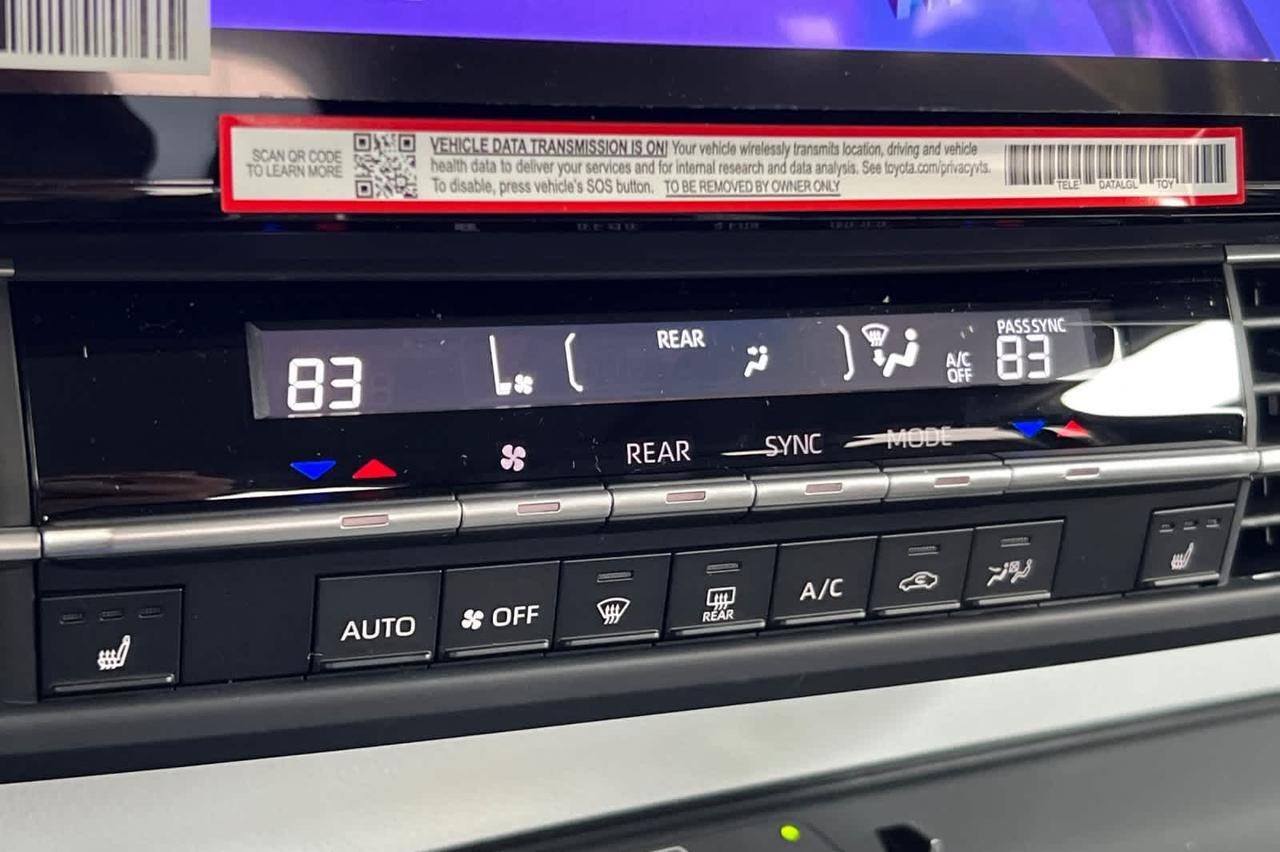 SCAN QR CODE
TO LEARN MORE
VEHICLE DATA TRANSMISSION IS ON! Your vehicle wirelessly transmits location, driving and vehicle
health data to deliver your services and for internal research and data analysis. See toyota.com/privacyvts.
To disable, press vehicle's SOS button. TO BE REMOVED BY OWNER ONLY
TELE DATALGL TOY
83
REAR
A/C
OFF
PASS SYNC
83
REAR
SYNC
MODE
AUTO
OFF
REAR
A/C